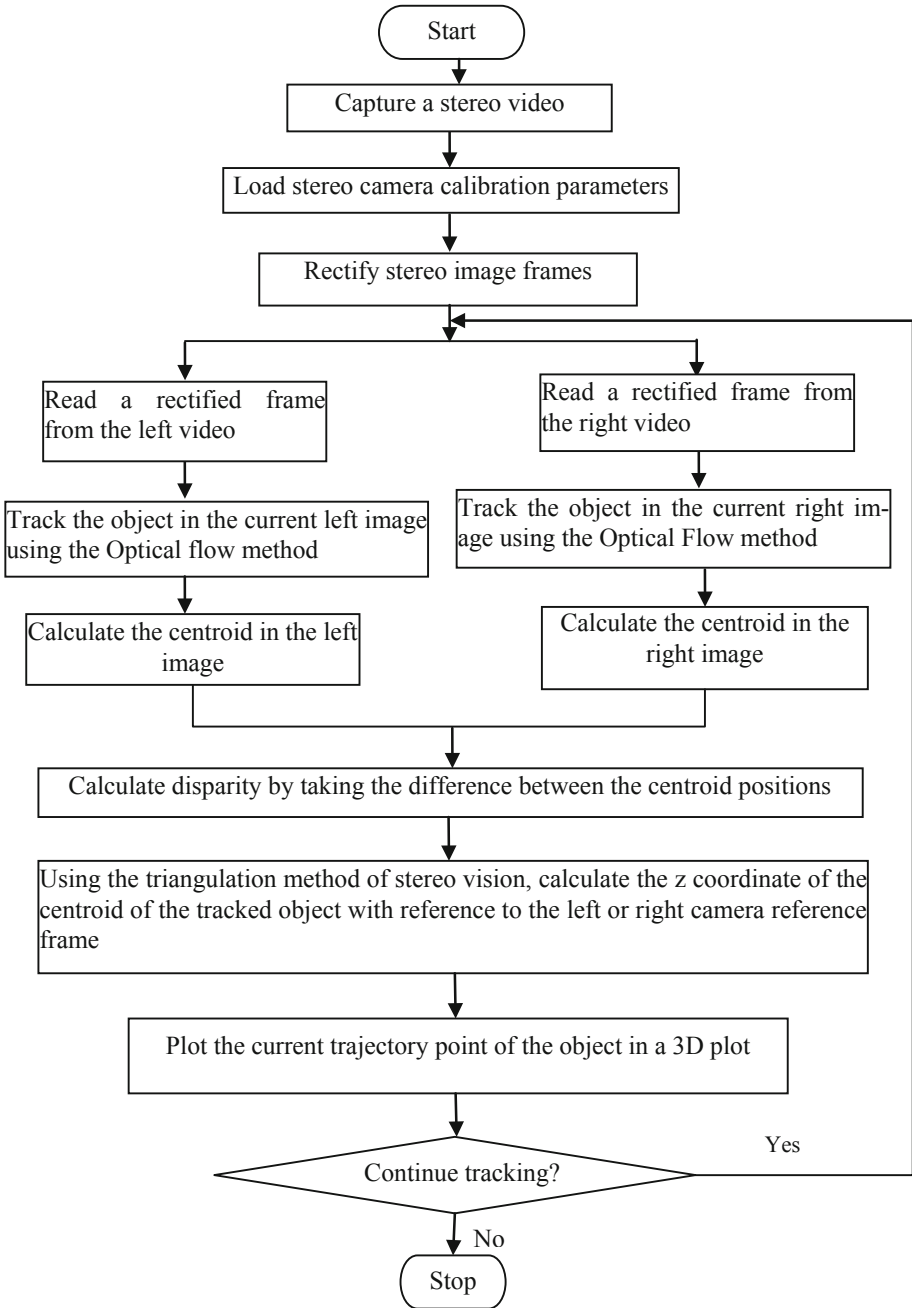 Start
Capture a stereo video
Load stereo camera calibration parameters
Rectify stereo image frames
Read a rectified frame
from the left video
Read a rectified frame from
the right video
Track the object in the current left image
using the Optical flow method
Track the object in the current right im-
age using the Optical Flow method
Calculate the centroid in the left
image
Calculate the centroid in the
right image
Calculate disparity by taking the difference between the centroid positions
Using the triangulation method of stereo vision, calculate the z coordinate of the
centroid of the tracked object with reference to the left or right camera reference
frame
Plot the current trajectory point of the object in a 3D plot
Continue tracking?
Yes
No
Stop